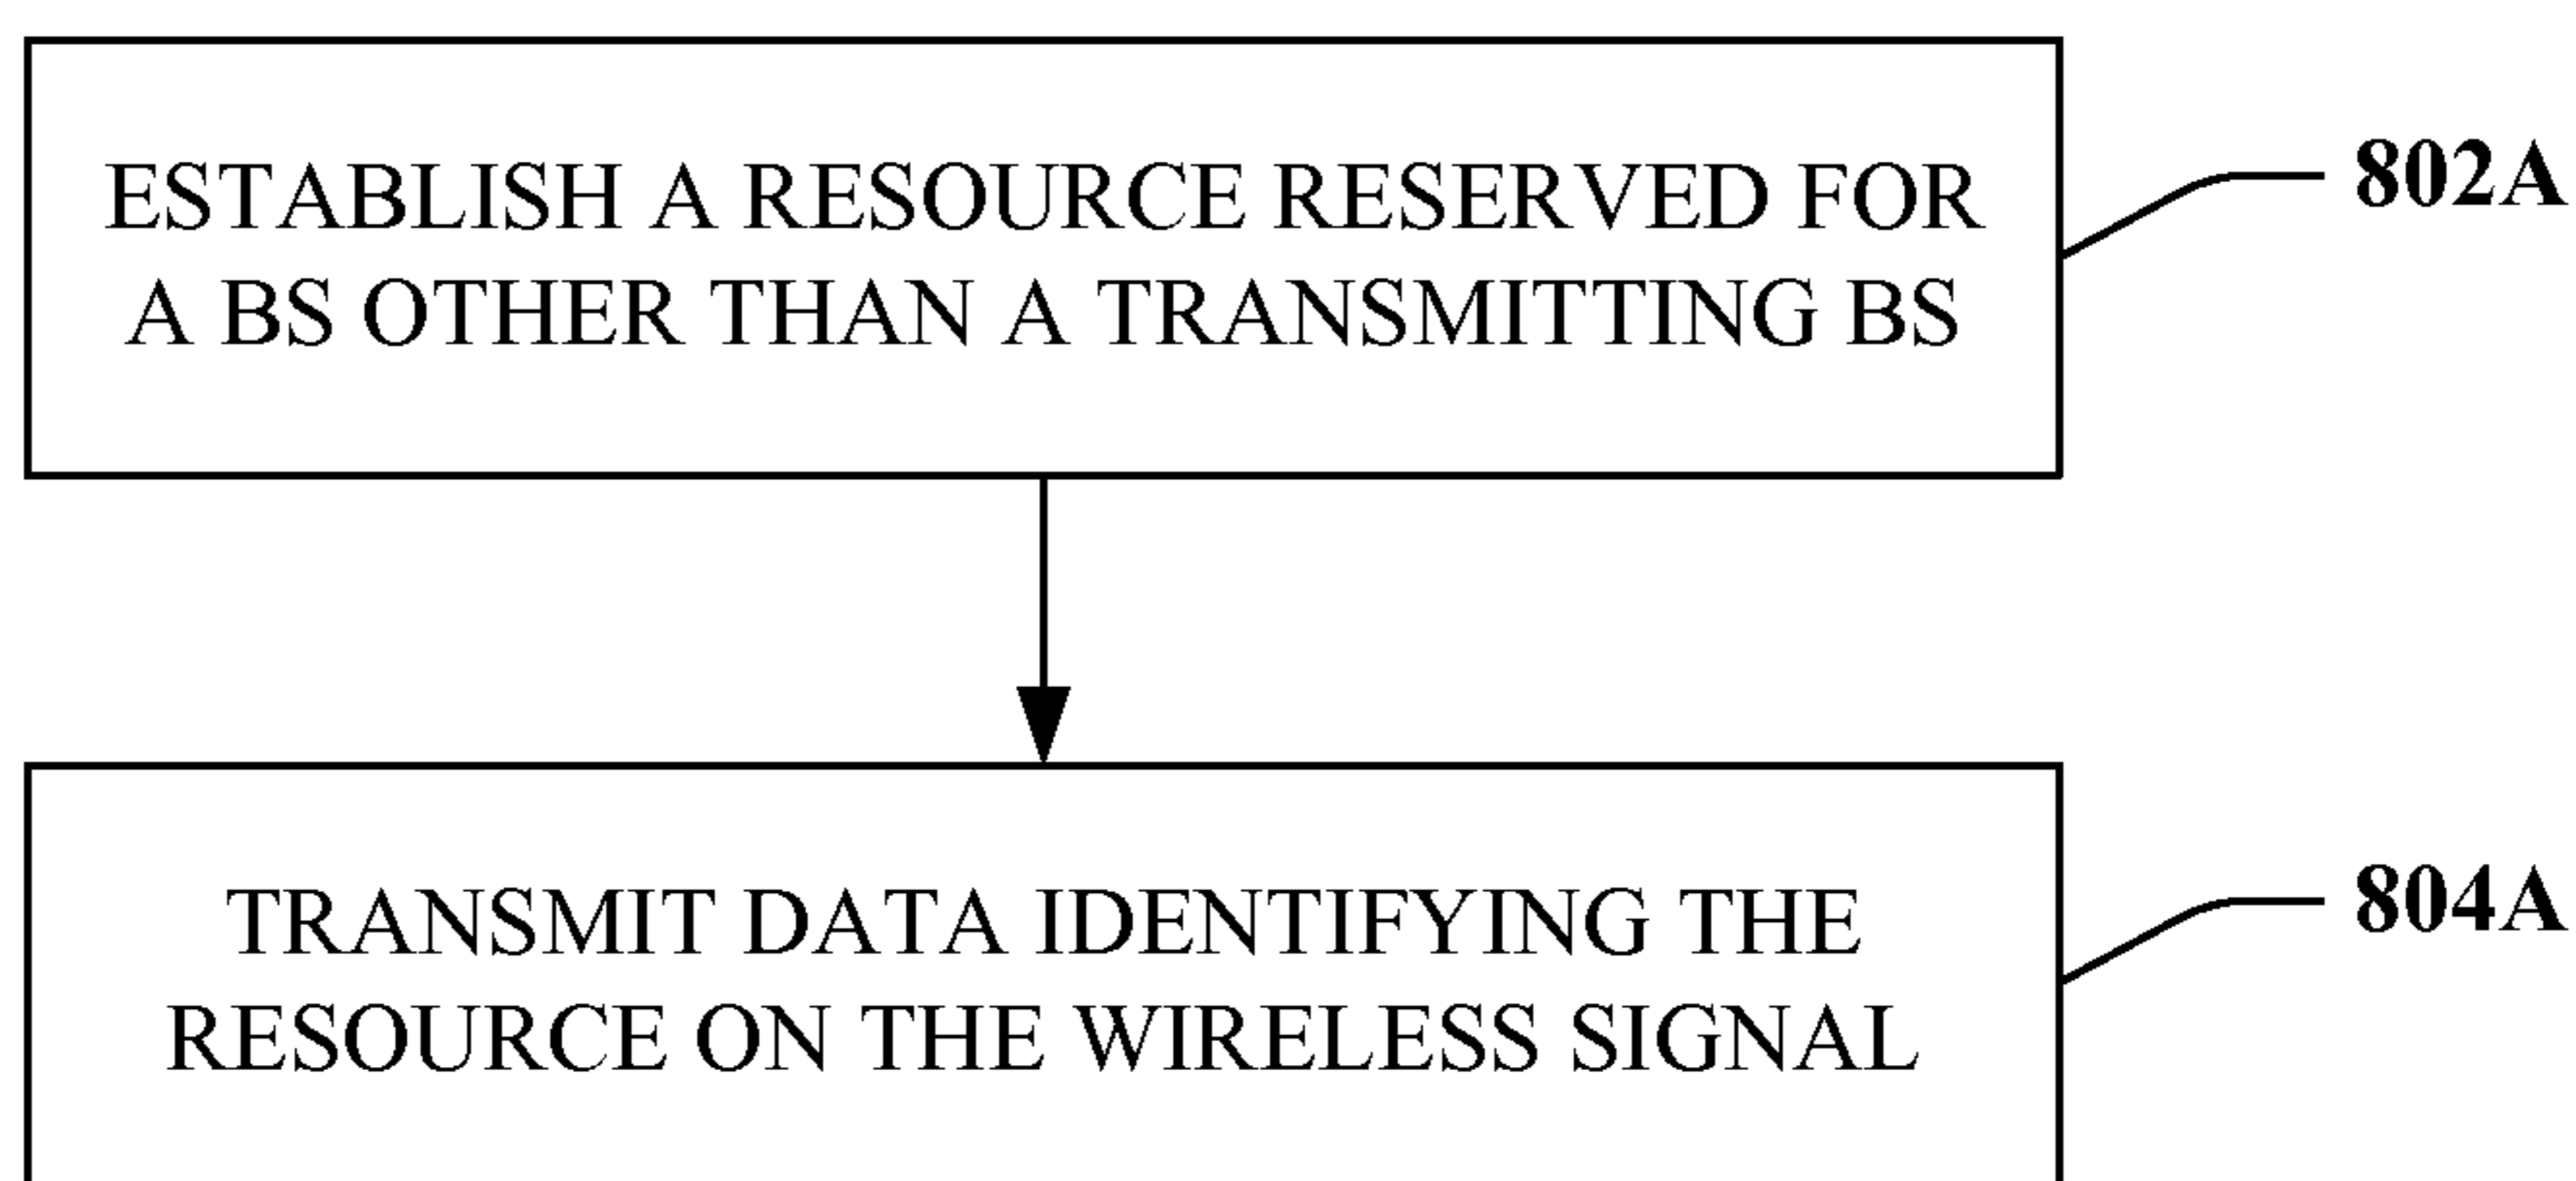 ESTABLISH A RESOURCE RESERVED FOR
A BS OTHER THAN A TRANSMITTING BS
802A
TRANSMIT DATA IDENTIFYING THE
RESOURCE ON THE WIRELESS SIGNAL
804A